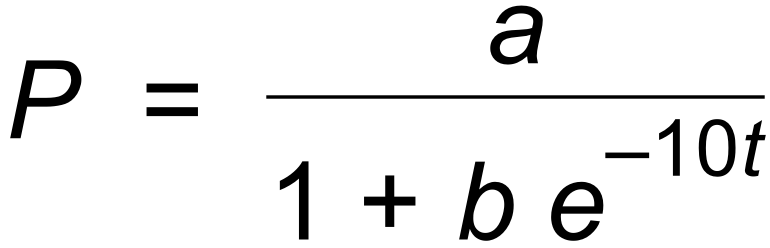 P = a / (1 + b e^{–10t})